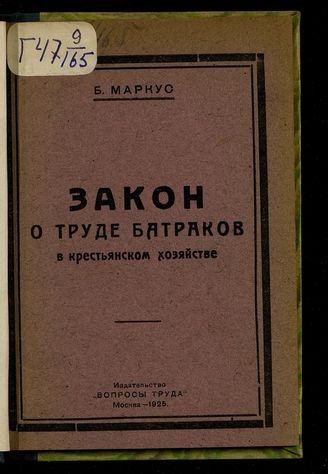 Г47 9/165
Б. МАРКУС
ЗАКОН
О ТРУДЕ БАТРАКОВ
В КРЕСТЬЯНСКОМ ХОЗЯЙСТВЕ
Издательство
„ВОПРОСЫ ТРУДА"
Москва—1925.